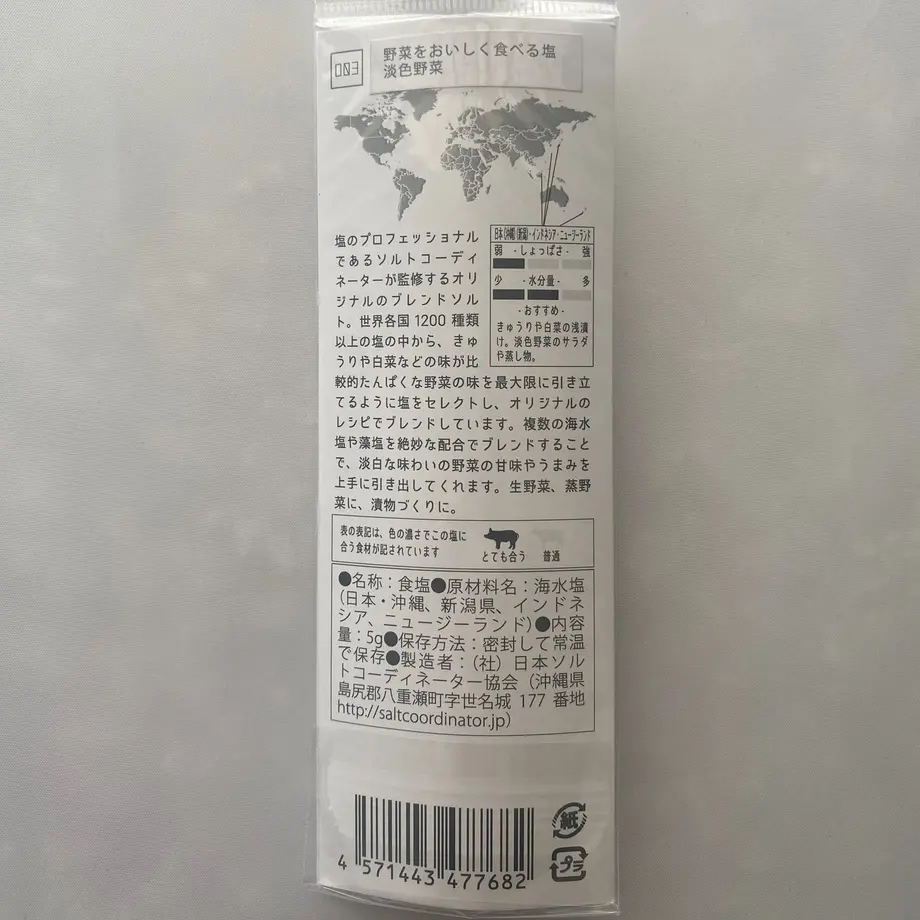 003
野菜をおいしく食べる塩
淡色野菜
日本(沖縄)(新潟)・インドネシア・ニュージーランド
弱 -しょっぱさ- 強
少 -水分量- 多
-おすすめ-
きゅうりや白菜の浅漬
け。淡色野菜のサラダ
や蒸し物。
塩のプロフェッショナル
であるソルトコーディ
ネーターが監修するオリ
ジナルのブレンドソル
ト。世界各国 1200 種類
以上の塩の中から、きゅ
うりや白菜などの味が比
較的たんぱくな野菜の味を最大限に引き立
てるように塩をセレクトし、オリジナルの
レシピでブレンドしています。複数の海水
塩や藻塩を絶妙な配合でブレンドすること
で、淡白な味わいの野菜の甘味やうまみを
上手に引き出してくれます。生野菜、蒸野
菜に、漬物づくりに。
表の表記は、色の濃さでこの塩に
合う食材が記されています
とても合う 普通
●名称：食塩●原材料名：海水塩
(日本・沖縄、新潟県、インドネ
シア、ニュージーランド)●内容
量：5g●保存方法：密封して常温
で保存●製造者：(社) 日本ソル
トコーディネーター協会 (沖縄県
島尻郡八重瀬町字世名城 177 番地
http://saltcoordinator.jp)
紙
プラ
4 571443 477682